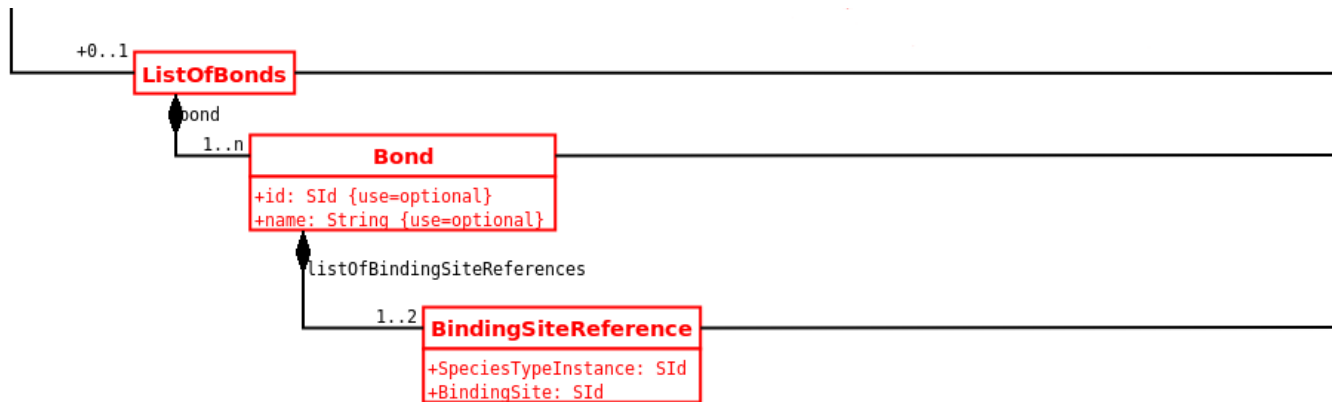 +0..1
ListOfBonds
bond
1..n
Bond
+id: SId {use=optional}
+name: String {use=optional}
listOfBindingSiteReferences
1..2
BindingSiteReference
+SpeciesTypeInstance: SId
+BindingSite: SId